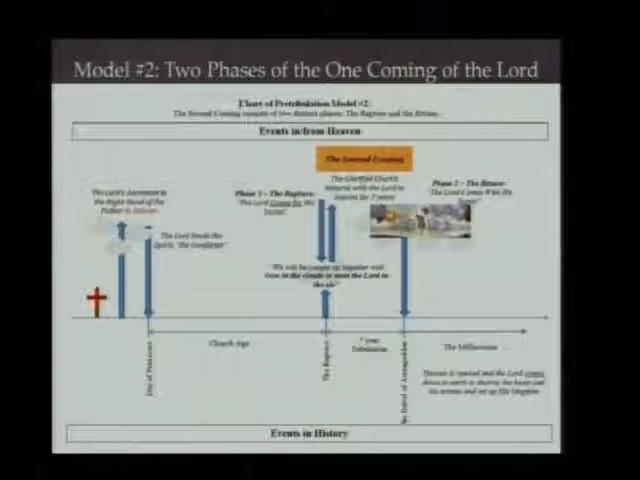 Model #2: Two Phases of the One Coming of the Lord
Chart of Pretribulation Model #2:
The Second Coming consists of two distinct phases: The Rapture and the Return.
Events in/from Heaven
The Second Coming
The Lord's Ascension to
the Right Hand of the
Father in Heaven
The Lord Sends the
Spirit, "the Comforter"
Phase 1 – The Rapture:
"The Lord Comes for His
Saints"
The Glorified Church
Returns with the Lord to
heaven for 7 years
Phase 2 – The Return:
The Lord Comes With His
"We will be caught up together with
them in the clouds to meet the Lord in
the air"
Church Age
7 year
Tribulation
The Millennium
Day of Pentecost
The Rapture
The Battle of Armageddon
Heaven is opened and the Lord comes
down to earth to destroy the beast and
his armies and set up His kingdom
Events in History